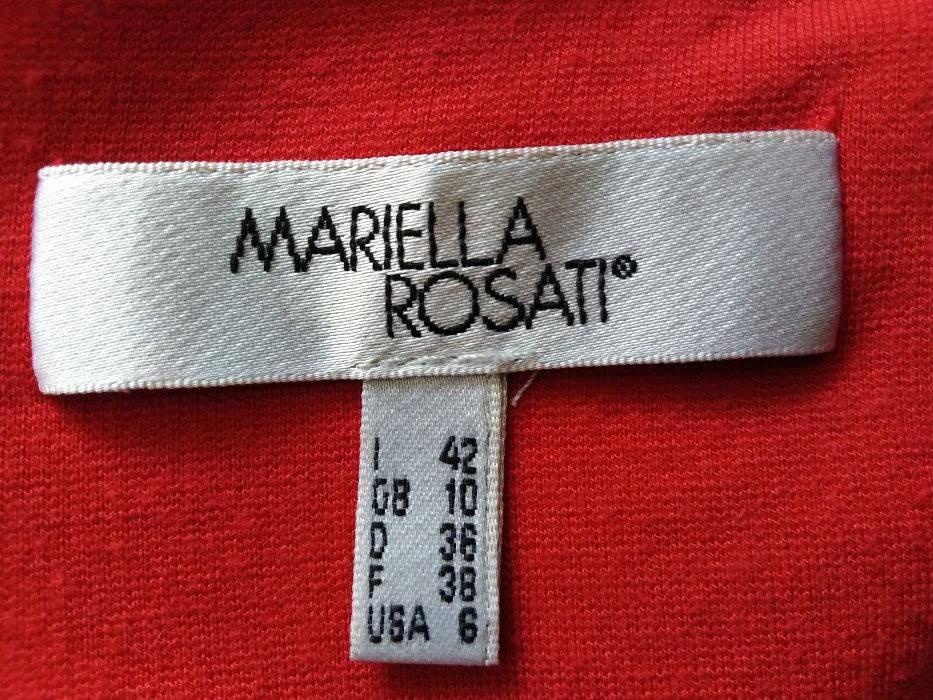 MARIELLA
ROSATI®
I 42
GB 10
D 36
F 38
USA 6